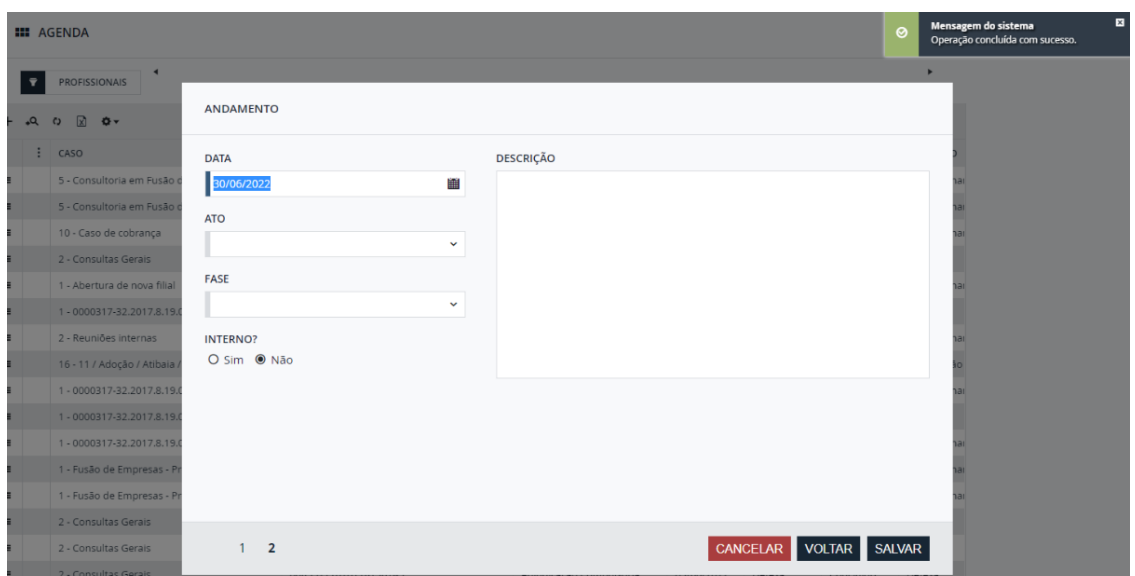 AGENDA
Mensagem do sistema
Operação concluída com sucesso.
PROFISSIONAIS
ANDAMENTO
CASO
DATA
DESCRIÇÃO
5 - Consultoria em Fusão
30/06/2022
5 - Consultoria em Fusão
ATO
10 - Caso de cobrança
2 - Consultas Gerais
FASE
1 - Abertura de nova filial
1 - 0000317-32.2017.8.19.
2 - Reuniões internas
INTERNO?
Sim Não
16 - 11 / Adoção / Atibaia /
1 - 0000317-32.2017.8.19.
1 - 0000317-32.2017.8.19.
1 - 0000317-32.2017.8.19.
1 - Fusão de Empresas - Pr
1 - Fusão de Empresas - Pr
2 - Consultas Gerais
2 - Consultas Gerais
1 2
CANCELAR VOLTAR SALVAR
2 - Consultas Gerais